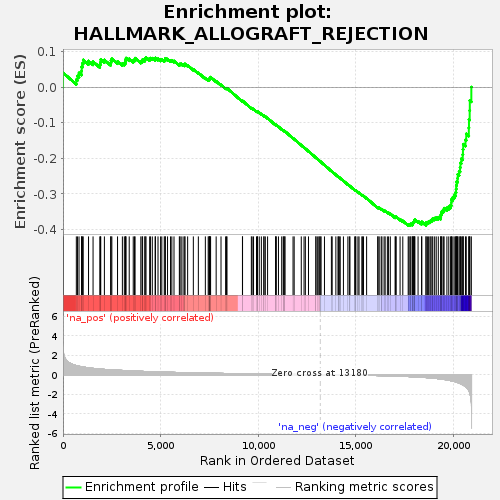 Enrichment plot:
HALLMARK_ALLOGRAFT_REJECTION
Enrichment score (ES)
0.1
0.0
-0.1
-0.2
-0.3
-0.4
'na_pos' (positively correlated)
Ranked list metric (PreRanked)
6
4
2
0
-2
-4
-6
Zero cross at 13180
'na_neg' (negatively correlated)
0
5,000
10,000
15,000
20,000
Rank in Ordered Dataset
Enrichment profile
Hits
Ranking metric scores